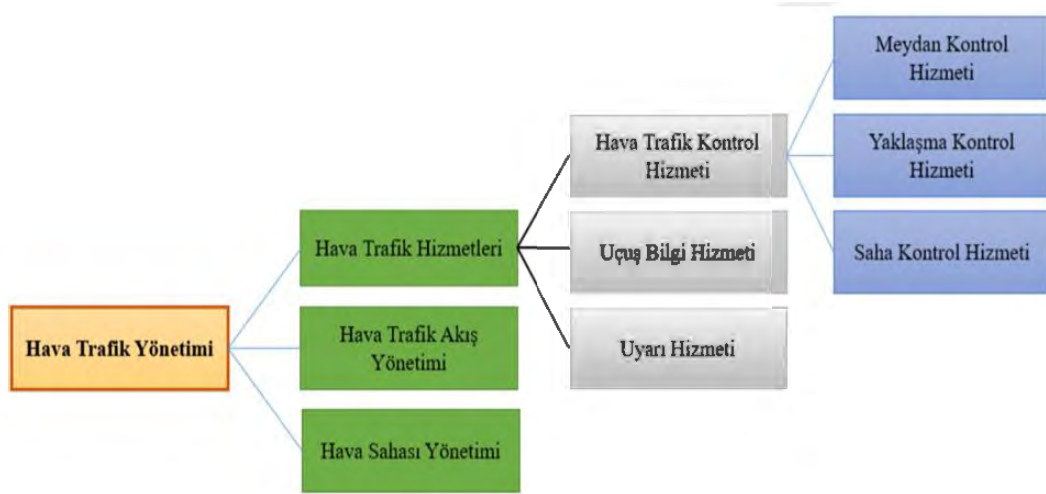 Hava Trafik Yönetimi
Hava Trafik Hizmetleri
Hava Trafik Akış
Yönetimi
Hava Sahası Yönetimi
Hava Trafik Kontrol
Hizmeti
Uçuş Bilgi Hizmeti
Uyarı Hizmeti
Meydan Kontrol
Hizmeti
Yaklaşma Kontrol
Hizmeti
Saha Kontrol Hizmeti